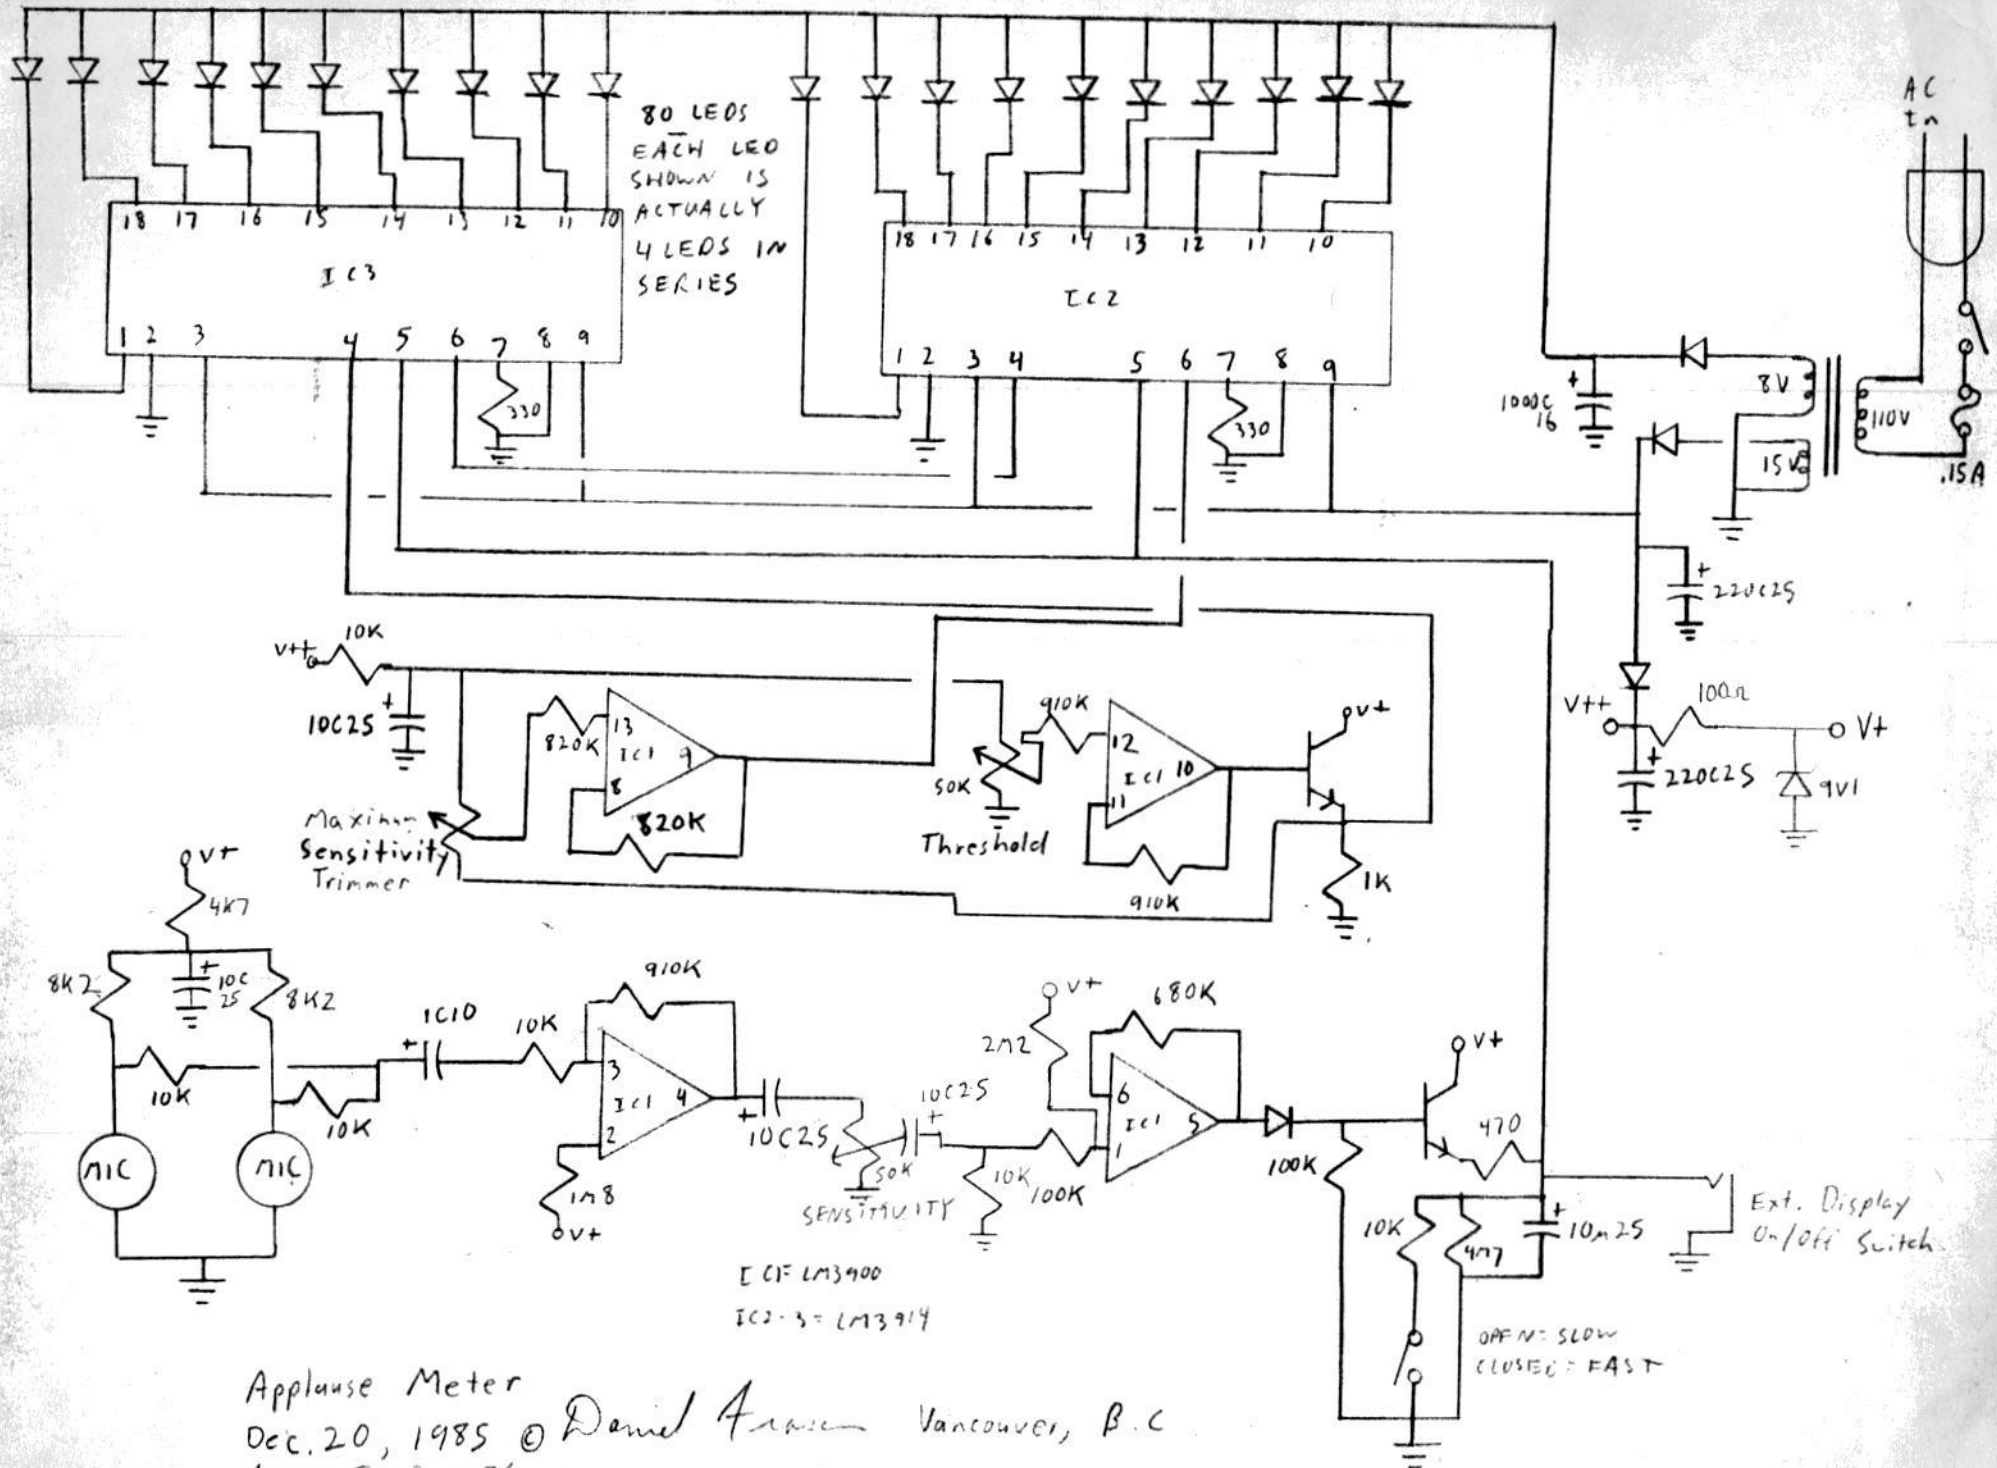 AC
In
80 LEDS
EACH LED
SHOWN IS
ACTUALLY
4 LEDS IN
SERIES
18 17 16 15 14 13 12 11 10
IC3
1 2 3 4 5 6 7 8 9
330
18 17 16 15 14 13 12 11 10
IC2
1 2 3 4 5 6 7 8 9
330
1000C
16
+
8V
15V
110V
.15A
+
220C25
V++
10K
+
10C25
820K
13
IC1 9
8
820K
Maximum
Sensitivity
Trimmer
50K
Threshold
910K
12
IC1 10
11
910K
V+
1K
V++
100Ω
V+
+
220C25
9V1
V+
4K7
8K2
+
10C
25
8K2
10K
10K
MIC
MIC
+
1C10
10K
910K
3
IC1 4
2
1M8
V+
+
10C25
50K
SENSITIVITY
10C25
+
10K
100K
V+
2M2
680K
6
IC1 5
1
100K
V+
470
10K
4M7
+
10M25
Ext. Display
On/Off Switch
OPEN = SLOW
CLOSED = FAST
IC1= LM3900
IC2-3= LM3914
Applause Meter
Dec. 20, 1985 © Daniel Vancouver, B.C